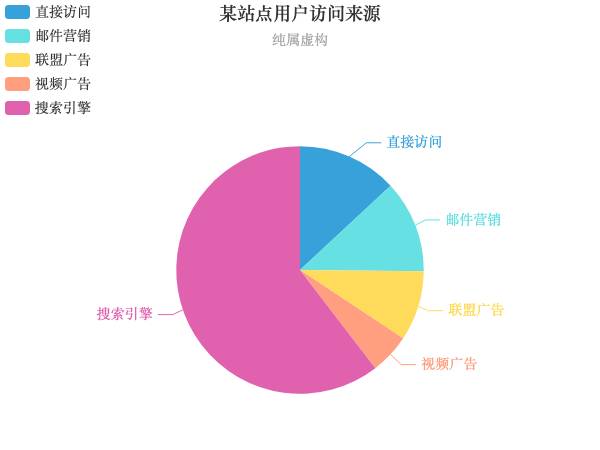 某站点用户访问来源
纯属虚构
直接访问
邮件营销
联盟广告
视频广告
搜索引擎
直接访问
邮件营销
联盟广告
视频广告
搜索引擎